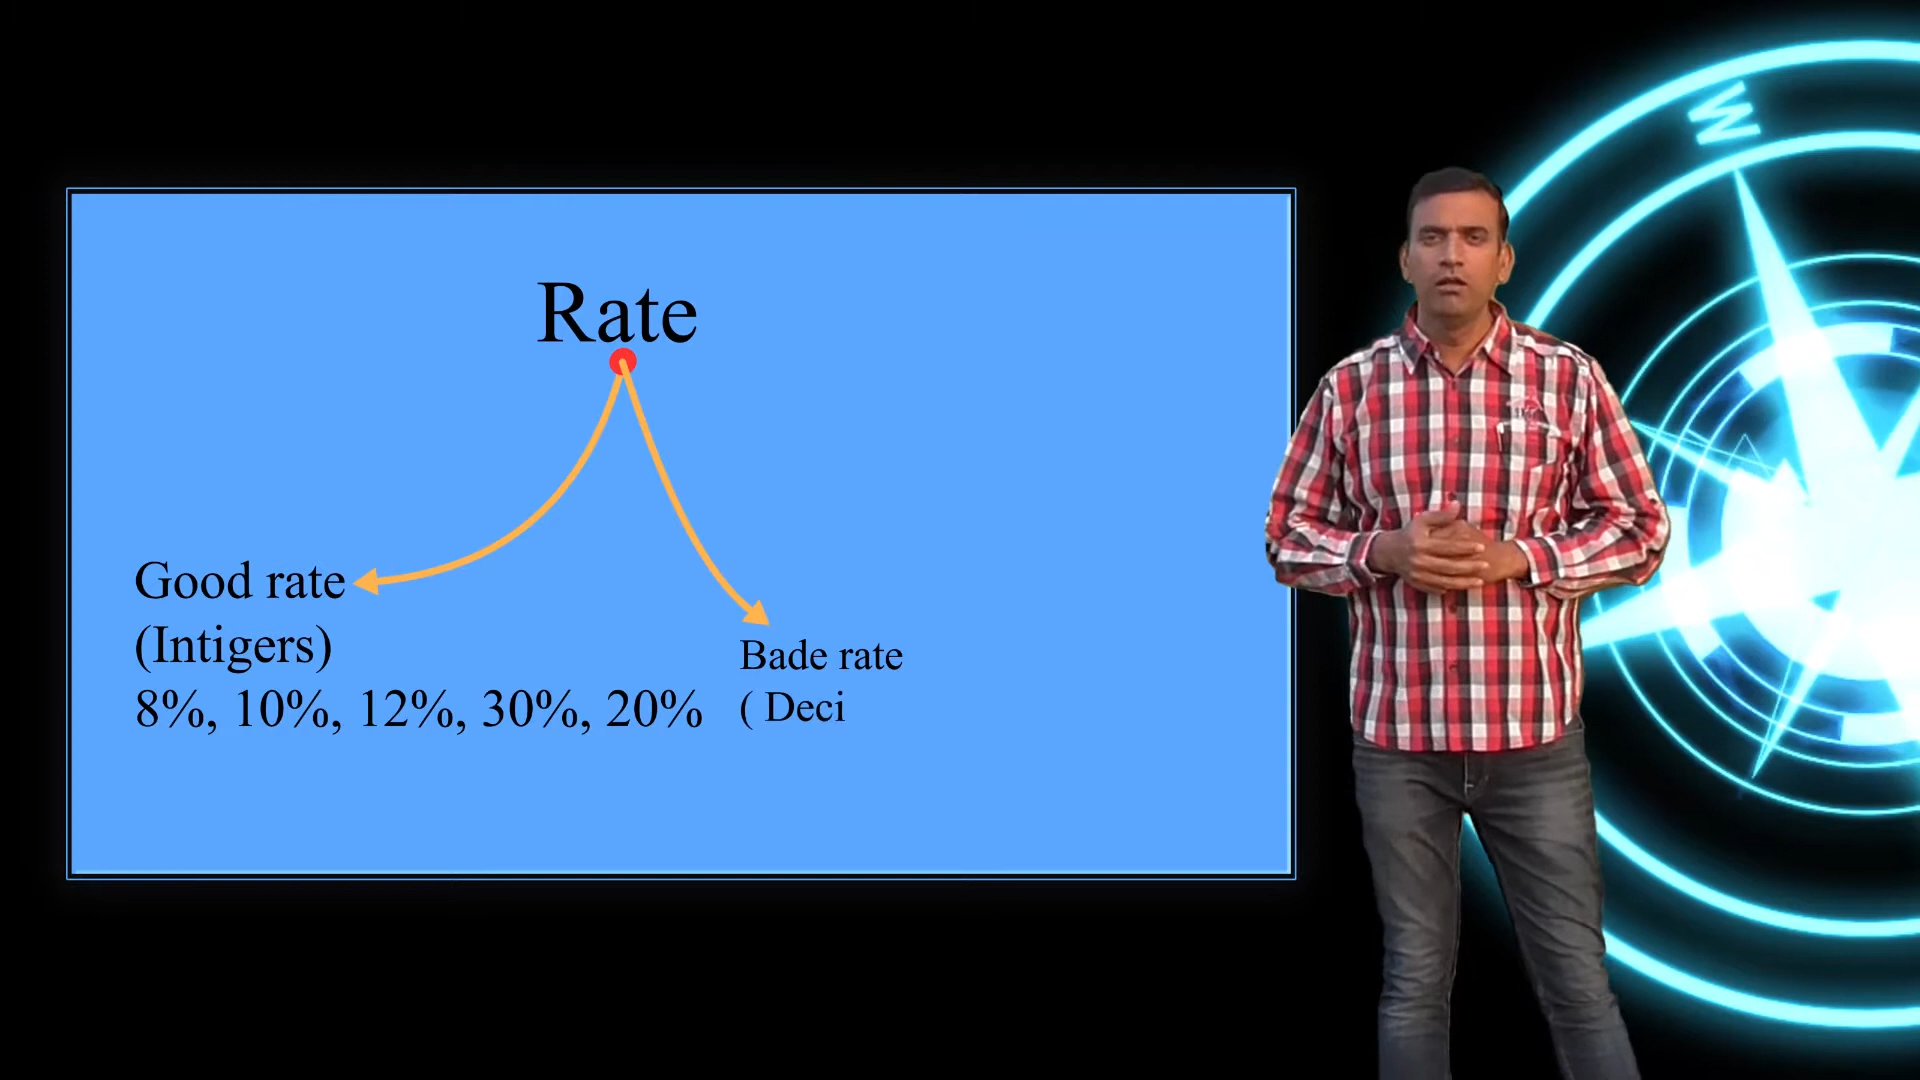 W
Rate
Good rate
(Intigers)
8%, 10%, 12%, 30%, 20%
Bade rate
( Deci